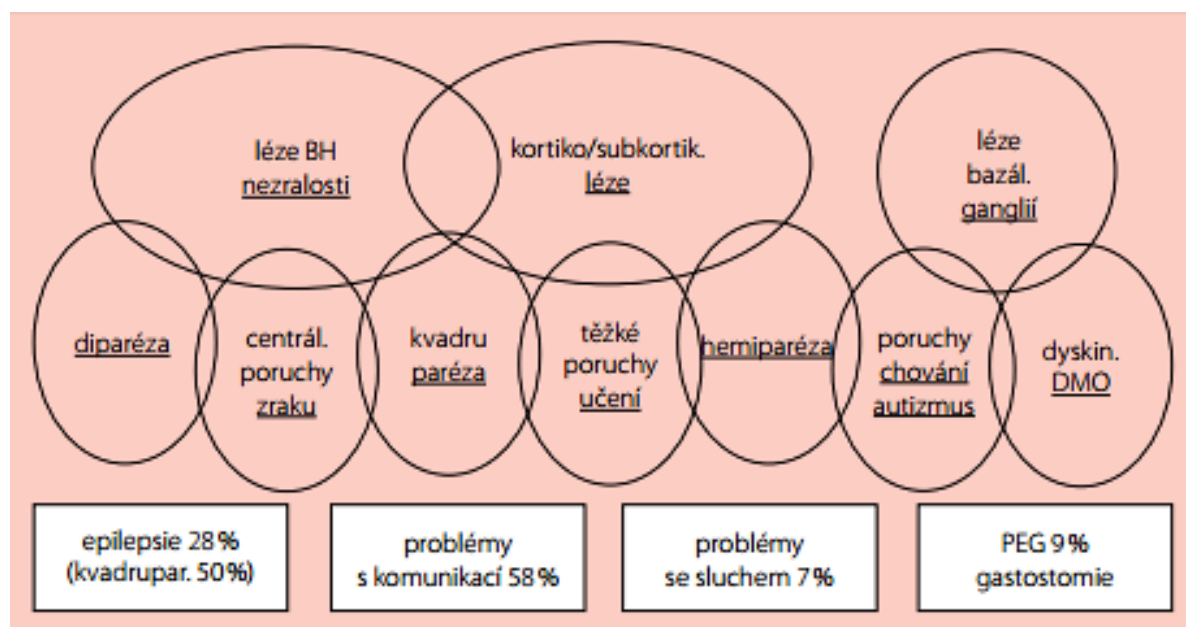 léze BH
nezralosti
kortiko/subkortik.
léze
léze
bazál.
ganglií
diparéza
centrál.
poruchy
zraku
kvadru
paréza
těžké
poruchy
učení
hemiparéza
poruchy
chování
autizmus
dyskin.
DMO
epilepsie 28 %
(kvadrupar. 50 %)
problémy
s komunikací 58 %
problémy
se sluchem 7 %
PEG 9 %
gastostomie